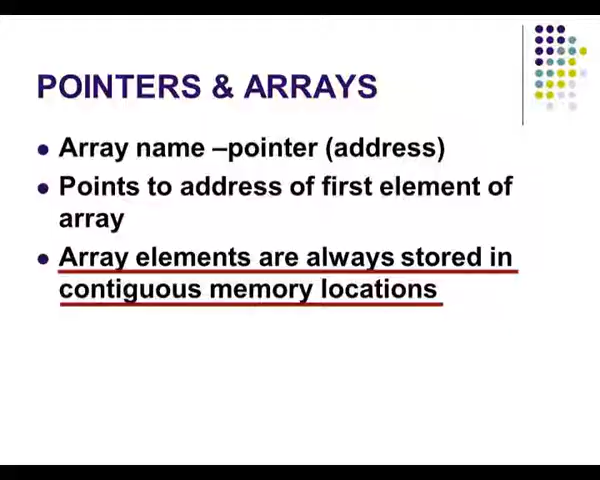 POINTERS & ARRAYS
Array name –pointer (address)
Points to address of first element of
array
Array elements are always stored in
contiguous memory locations